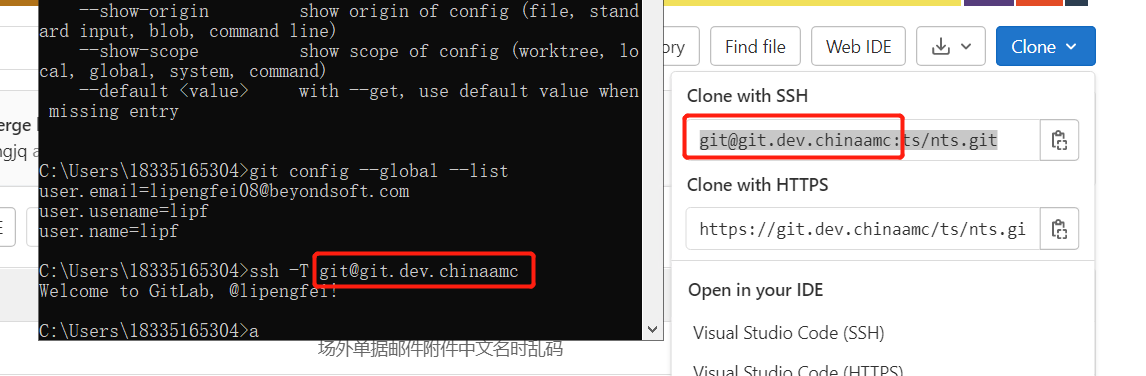 --show-origin show origin of config (file, stand
ard input, blob, command line)
--show-scope show scope of config (worktree, lo
cal, global, system, command)
--default <value> with --get, use default value when
missing entry
C:\Users\18335165304>git config --global --list
user.email=lipengfei08@beyondsoft.com
user.usename=lipf
user.name=lipf
C:\Users\18335165304>ssh -T git@git.dev.chinaamc
Welcome to GitLab, @lipengfei!
C:\Users\18335165304>a
场外单据邮件附件中文名时乱码
erge
ngjq a
E
ory
Find file
Web IDE
Clone
Clone with SSH
git@git.dev.chinaamc:ts/nts.git
Clone with HTTPS
https://git.dev.chinaamc/ts/nts.gi
Open in your IDE
Visual Studio Code (SSH)
Visual Studio Code (HTTPS)